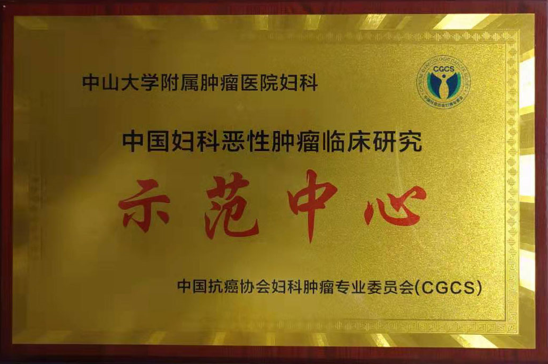 CGCS
中山大学附属肿瘤医院妇科
中国妇科恶性肿瘤临床研究
示范中心
中国抗癌协会妇科肿瘤专业委员会(CGCS)